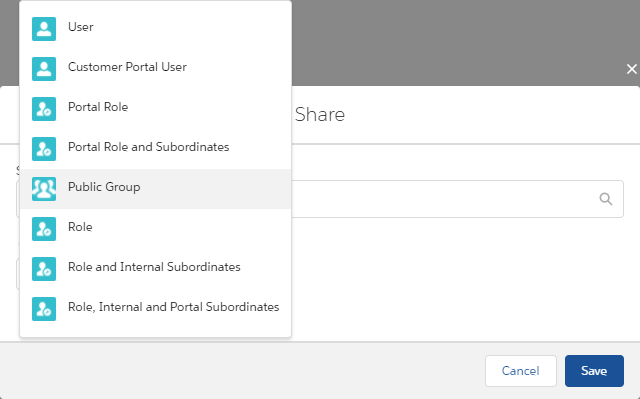 User
Customer Portal User
Portal Role
Share
Portal Role and Subordinates
Public Group
Role
Role and Internal Subordinates
Role, Internal and Portal Subordinates
Cancel
Save